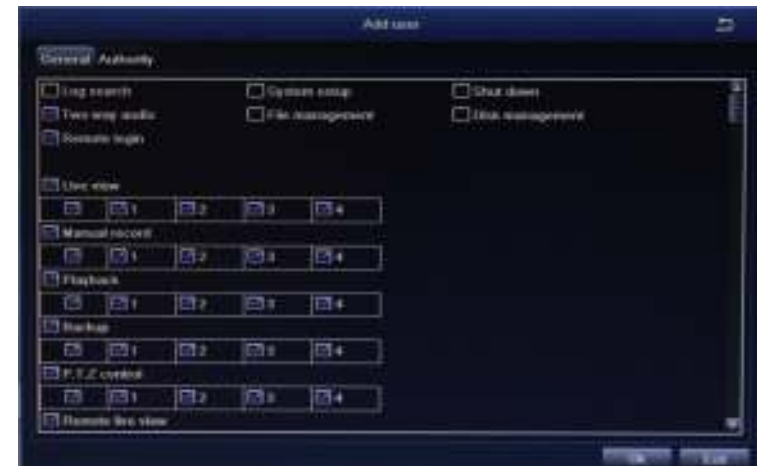 Add user
General Authority
Log search System setup Shut down
Two way audio File management Disk management
Remote login
Live view
1 2 3 4
Manual record
1 2 3 4
Playback
1 2 3 4
Backup
1 2 3 4
P.T.Z control
1 2 3 4
Remote live view
Ok Exit